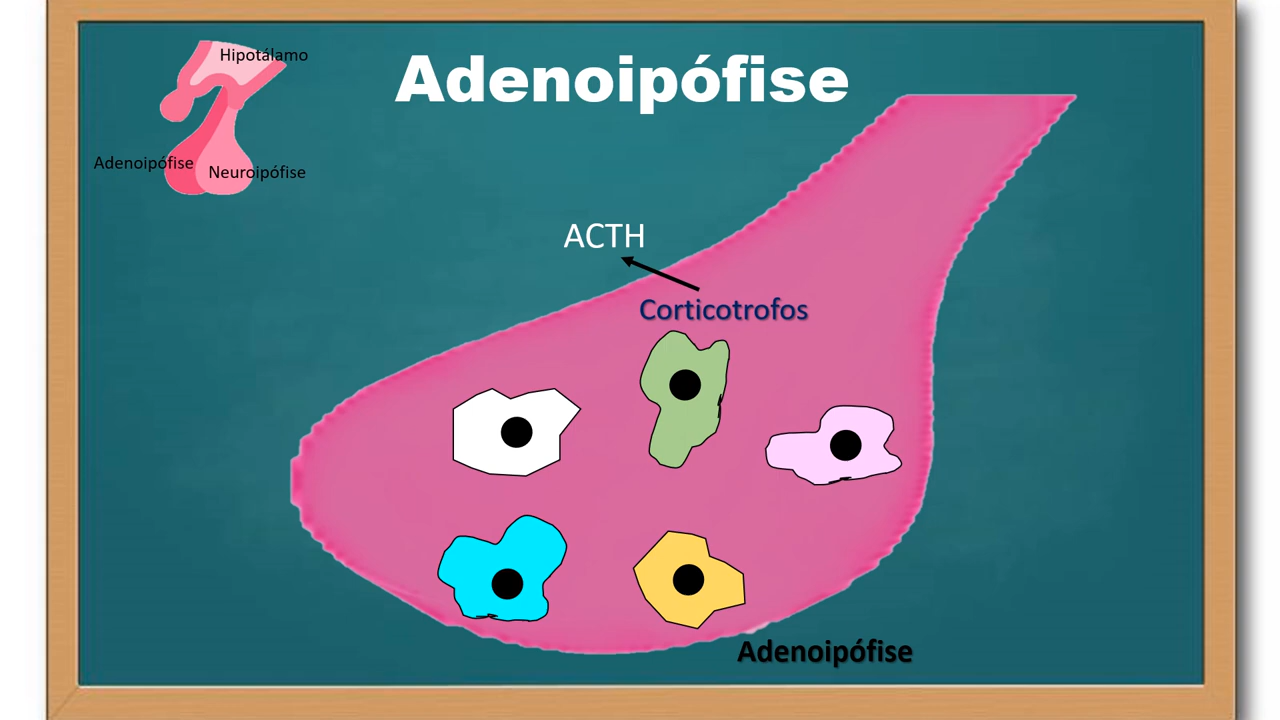 Hipotálamo
Adenoipófise
Adenoipófise
Neuroipófise
ACTH
Corticotrofos
Adenoipófise